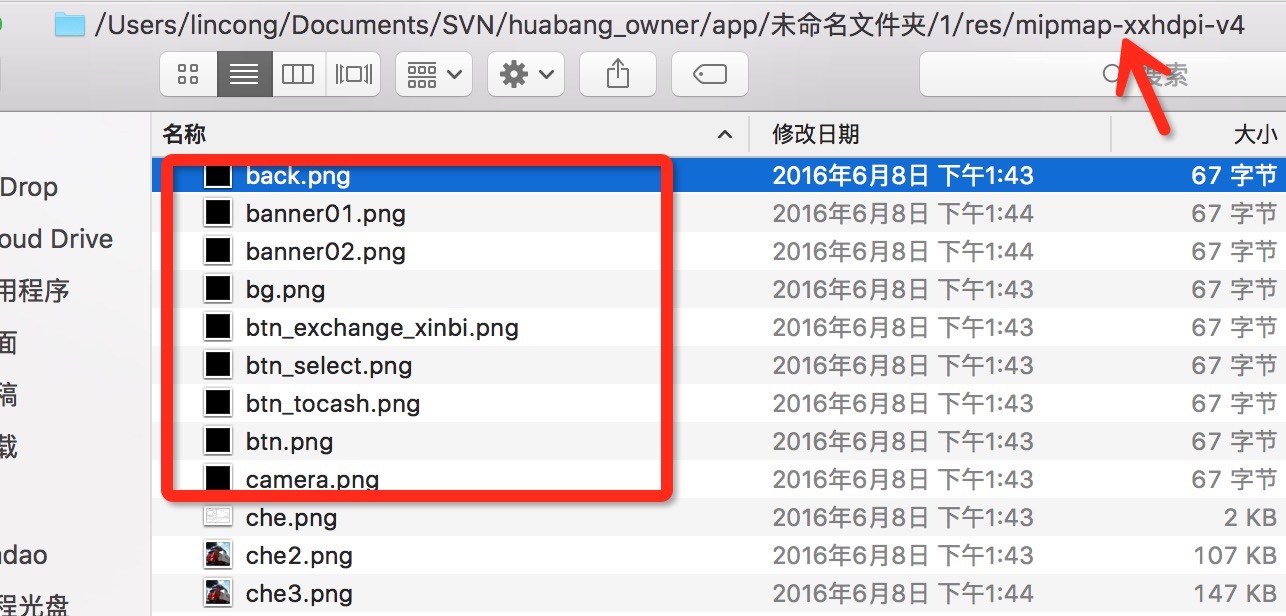 /Users/lincong/Documents/SVN/huabang_owner/app/未命名文件夹/1/res/mipmap-xxhdpi-v4
索
名称 修改日期 大小
Drop
oud Drive
用程序
面
稿
载
dao
程光盘
back.png 2016年6月8日 下午1:43 67 字节
banner01.png 2016年6月8日 下午1:44 67 字节
banner02.png 2016年6月8日 下午1:44 67 字节
bg.png 2016年6月8日 下午1:43 67 字节
btn_exchange_xinbi.png 2016年6月8日 下午1:43 67 字节
btn_select.png 2016年6月8日 下午1:43 67 字节
btn_tocash.png 2016年6月8日 下午1:43 67 字节
btn.png 2016年6月8日 下午1:43 67 字节
camera.png 2016年6月8日 下午1:43 67 字节
che.png 2016年6月8日 下午1:43 2 KB
che2.png 2016年6月8日 下午1:43 107 KB
che3.png 2016年6月8日 下午1:44 147 KB